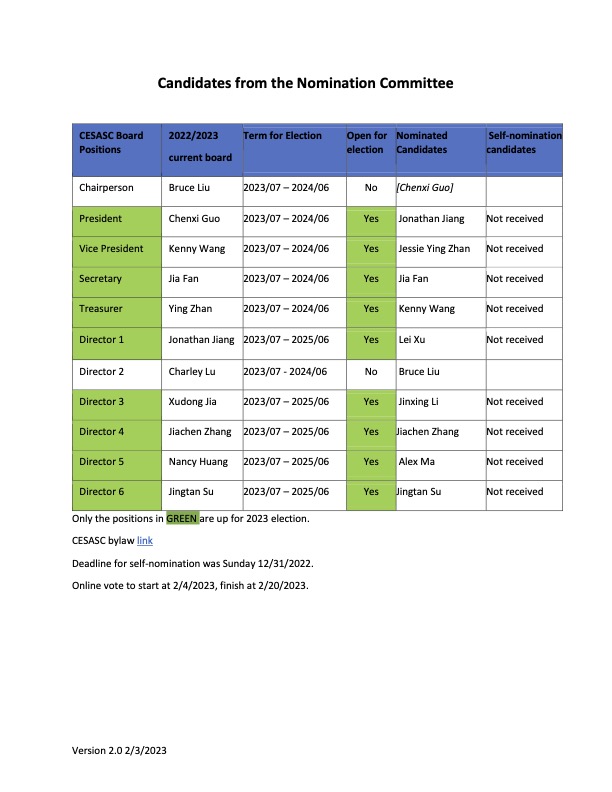 Candidates from the Nomination Committee
CESASC Board Positions 2022/2023 current board Term for Election Open for election Nominated Candidates Self-nomination candidates
Chairperson Bruce Liu 2023/07 – 2024/06 No [Chenxi Guo]
President Chenxi Guo 2023/07 – 2024/06 Yes Jonathan Jiang Not received
Vice President Kenny Wang 2023/07 – 2024/06 Yes Jessie Ying Zhan Not received
Secretary Jia Fan 2023/07 – 2024/06 Yes Jia Fan Not received
Treasurer Ying Zhan 2023/07 – 2024/06 Yes Kenny Wang Not received
Director 1 Jonathan Jiang 2023/07 – 2025/06 Yes Lei Xu Not received
Director 2 Charley Lu 2023/07 - 2024/06 No Bruce Liu
Director 3 Xudong Jia 2023/07 – 2025/06 Yes Jinxing Li Not received
Director 4 Jiachen Zhang 2023/07 – 2025/06 Yes Jiachen Zhang Not received
Director 5 Nancy Huang 2023/07 – 2025/06 Yes Alex Ma Not received
Director 6 Jingtan Su 2023/07 – 2025/06 Yes Jingtan Su Not received
Only the positions in GREEN are up for 2023 election.
CESASC bylaw link
Deadline for self-nomination was Sunday 12/31/2022.
Online vote to start at 2/4/2023, finish at 2/20/2023.
Version 2.0 2/3/2023